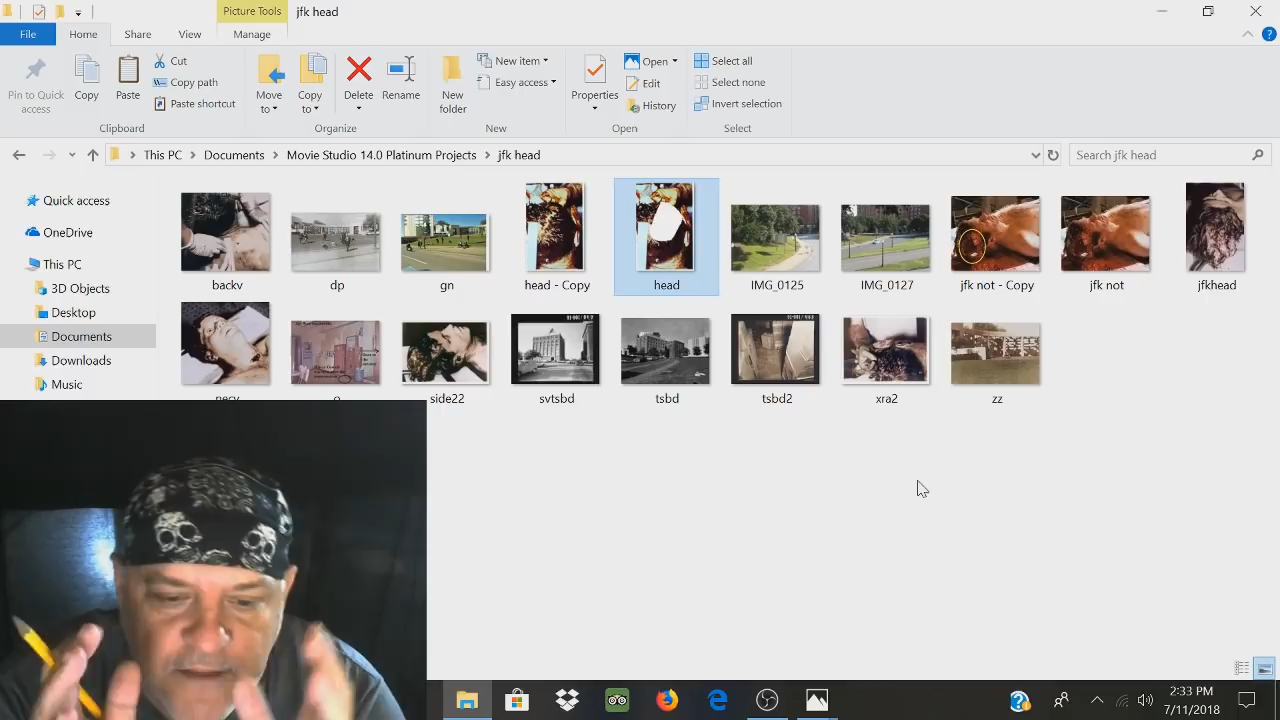 Picture Tools
jfk head
File
Home
Share
View
Manage
Pin to Quick access
Copy
Paste
Cut
Copy path
Paste shortcut
Clipboard
Move to
Copy to
Delete
Rename
Organize
New folder
New item
Easy access
New
Properties
Open
Edit
History
Open
Select all
Select none
Invert selection
Select
This PC
Documents
Movie Studio 14.0 Platinum Projects
jfk head
Search jfk head
Quick access
OneDrive
This PC
3D Objects
Desktop
Documents
Downloads
Music
backv
dp
gn
head - Copy
head
IMG_0125
IMG_0127
jfk not - Copy
jfk not
jfkhead
side22
svtsbd
tsbd
tsbd2
xra2
zz
2:33 PM
7/11/2018